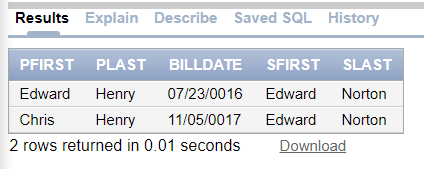 Results Explain Describe Saved SQL History
PFIRST PLAST BILLDATE SFIRST SLAST
Edward Henry 07/23/0016 Edward Norton
Chris Henry 11/05/0017 Edward Norton
2 rows returned in 0.01 seconds Download